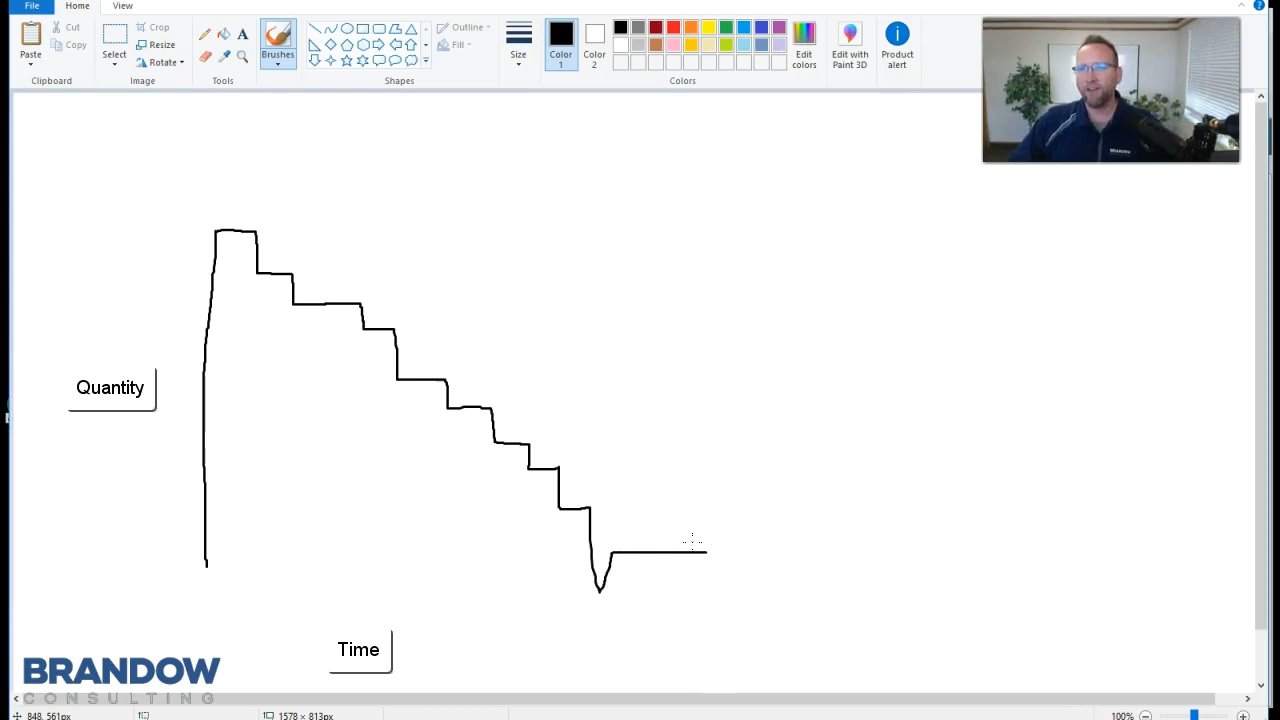 File
Home
View
Paste
Cut
Copy
Clipboard
Select
Crop
Resize
Rotate
Image
Tools
Brushes
Shapes
Outline
Fill
Size
Color
1
Color
2
Colors
Edit
colors
Edit with
Paint 3D
Product
alert
BRANDOW
Quantity
Time
BRANDOW
CONSULTING
848, 561px
1578 × 813px
100%